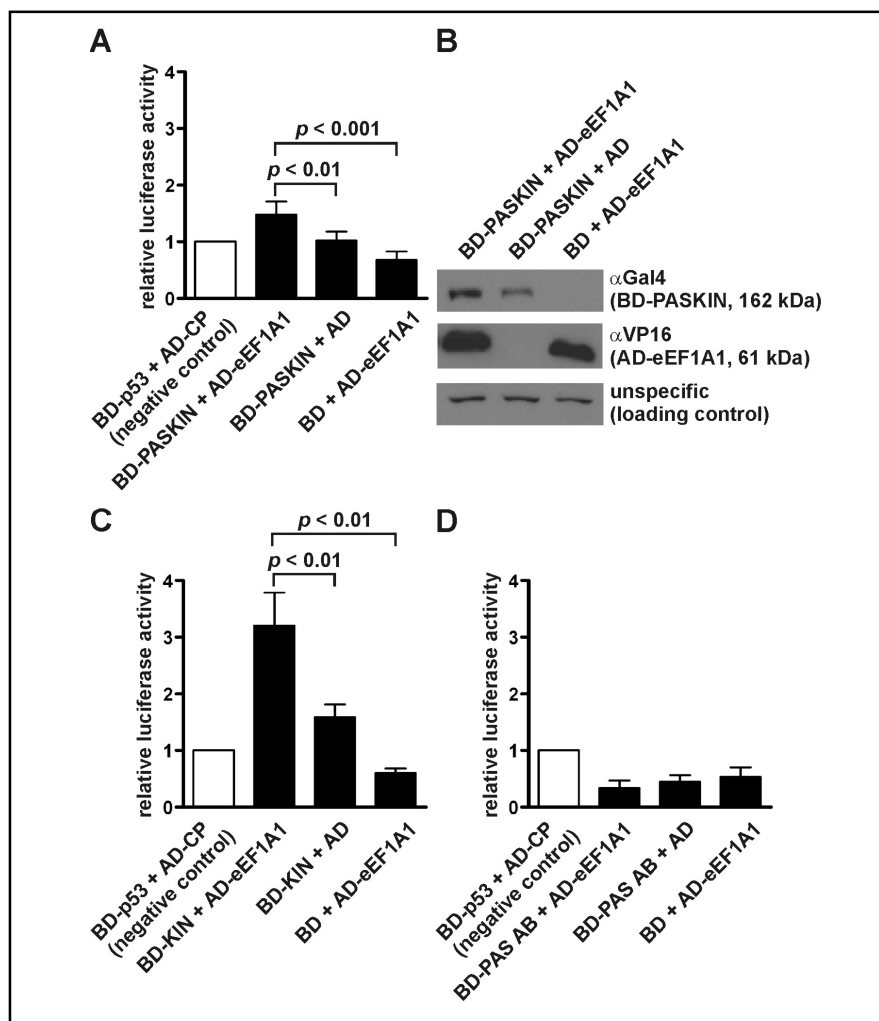 A
relative luciferase activity
4
3
2
1
0
p < 0.001
p < 0.01
BD-p53 + AD-CP
(negative control)
BD-PASKIN + AD-eEF1A1
BD-PASKIN + AD
BD + AD-eEF1A1
B
BD-PASKIN + AD-eEF1A1
BD-PASKIN + AD
BD + AD-eEF1A1
αGal4
(BD-PASKIN, 162 kDa)
αVP16
(AD-eEF1A1, 61 kDa)
unspecific
(loading control)
C
relative luciferase activity
4
3
2
1
0
p < 0.01
p < 0.01
BD-p53 + AD-CP
(negative control)
BD-KIN + AD-eEF1A1
BD-KIN + AD
BD + AD-eEF1A1
D
relative luciferase activity
4
3
2
1
0
BD-p53 + AD-CP
(negative control)
BD-PAS AB + AD-eEF1A1
BD-PAS AB + AD
BD + AD-eEF1A1